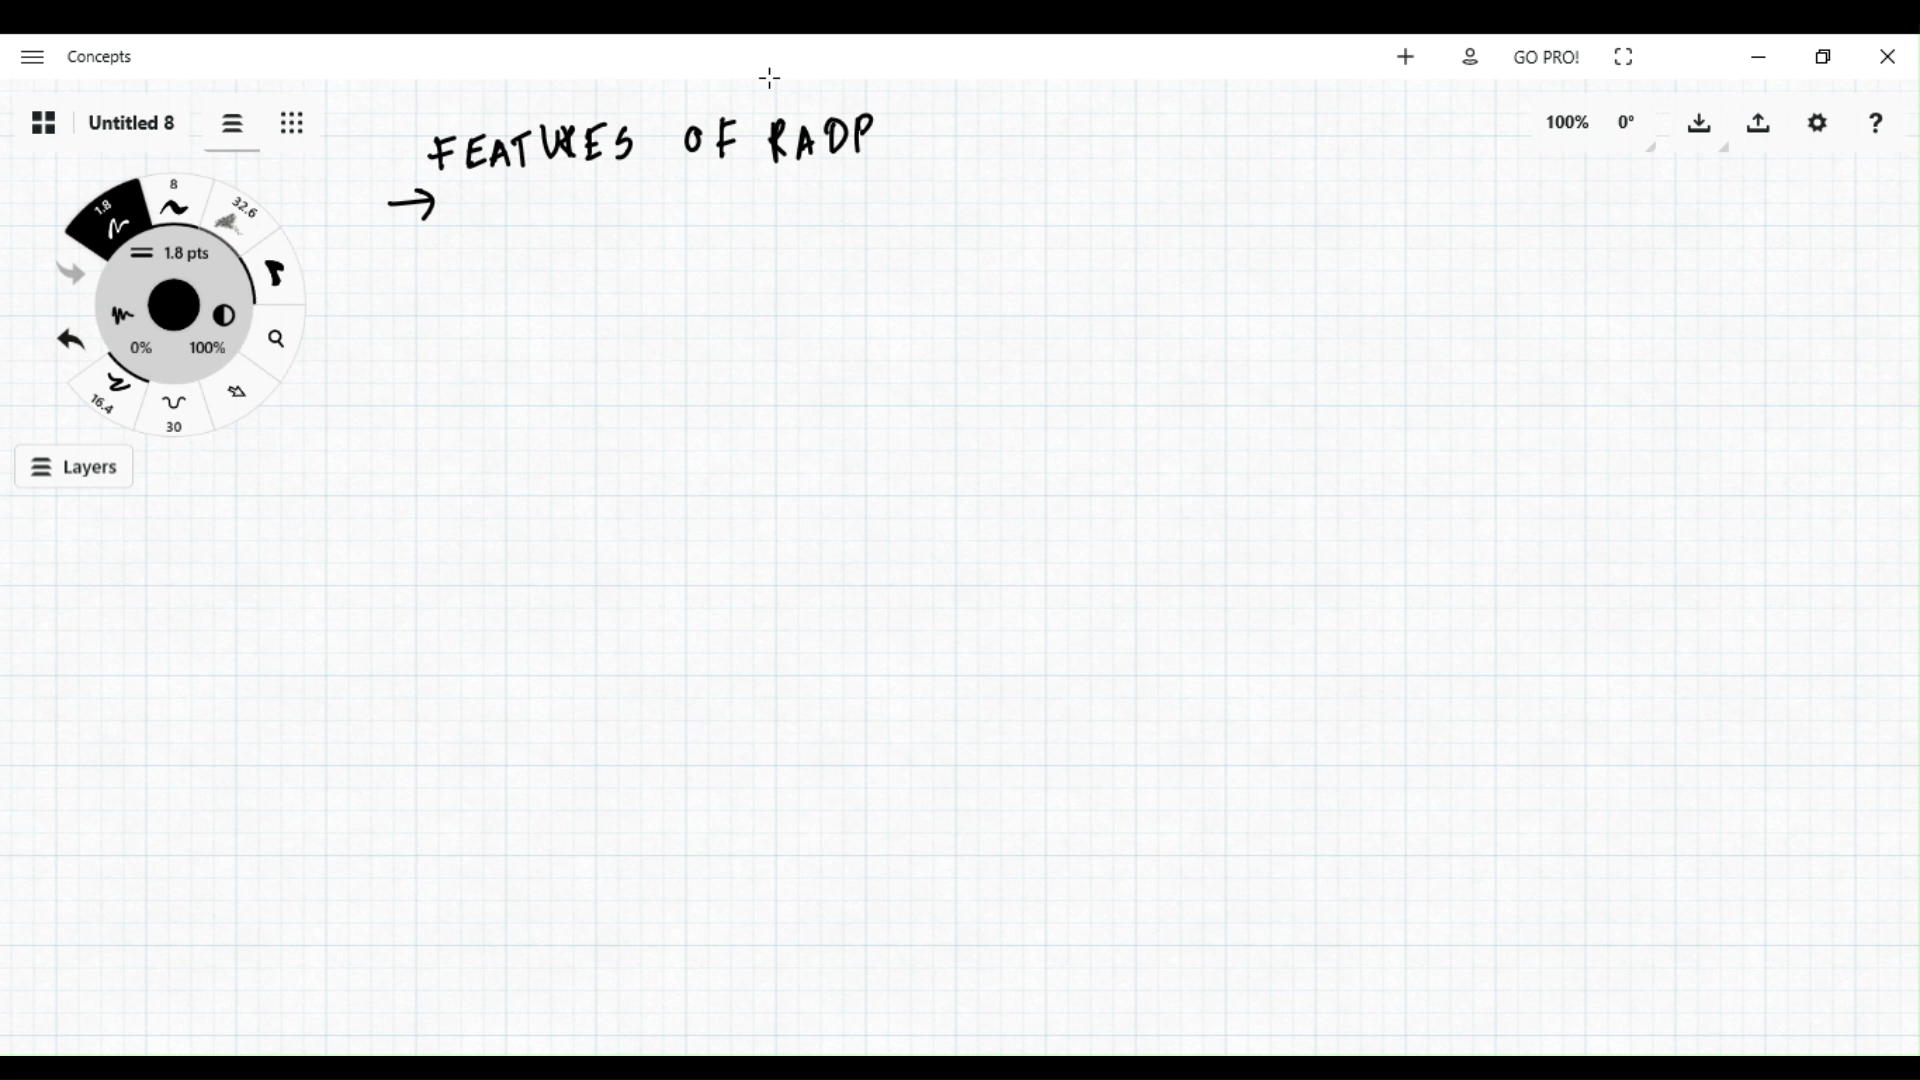 Concepts
GO PRO!
Untitled 8
FEATURES OF RADP
100%
0°
?
→
8
1.8
32.6
1.8 pts
0%
100%
16.4
30
Layers